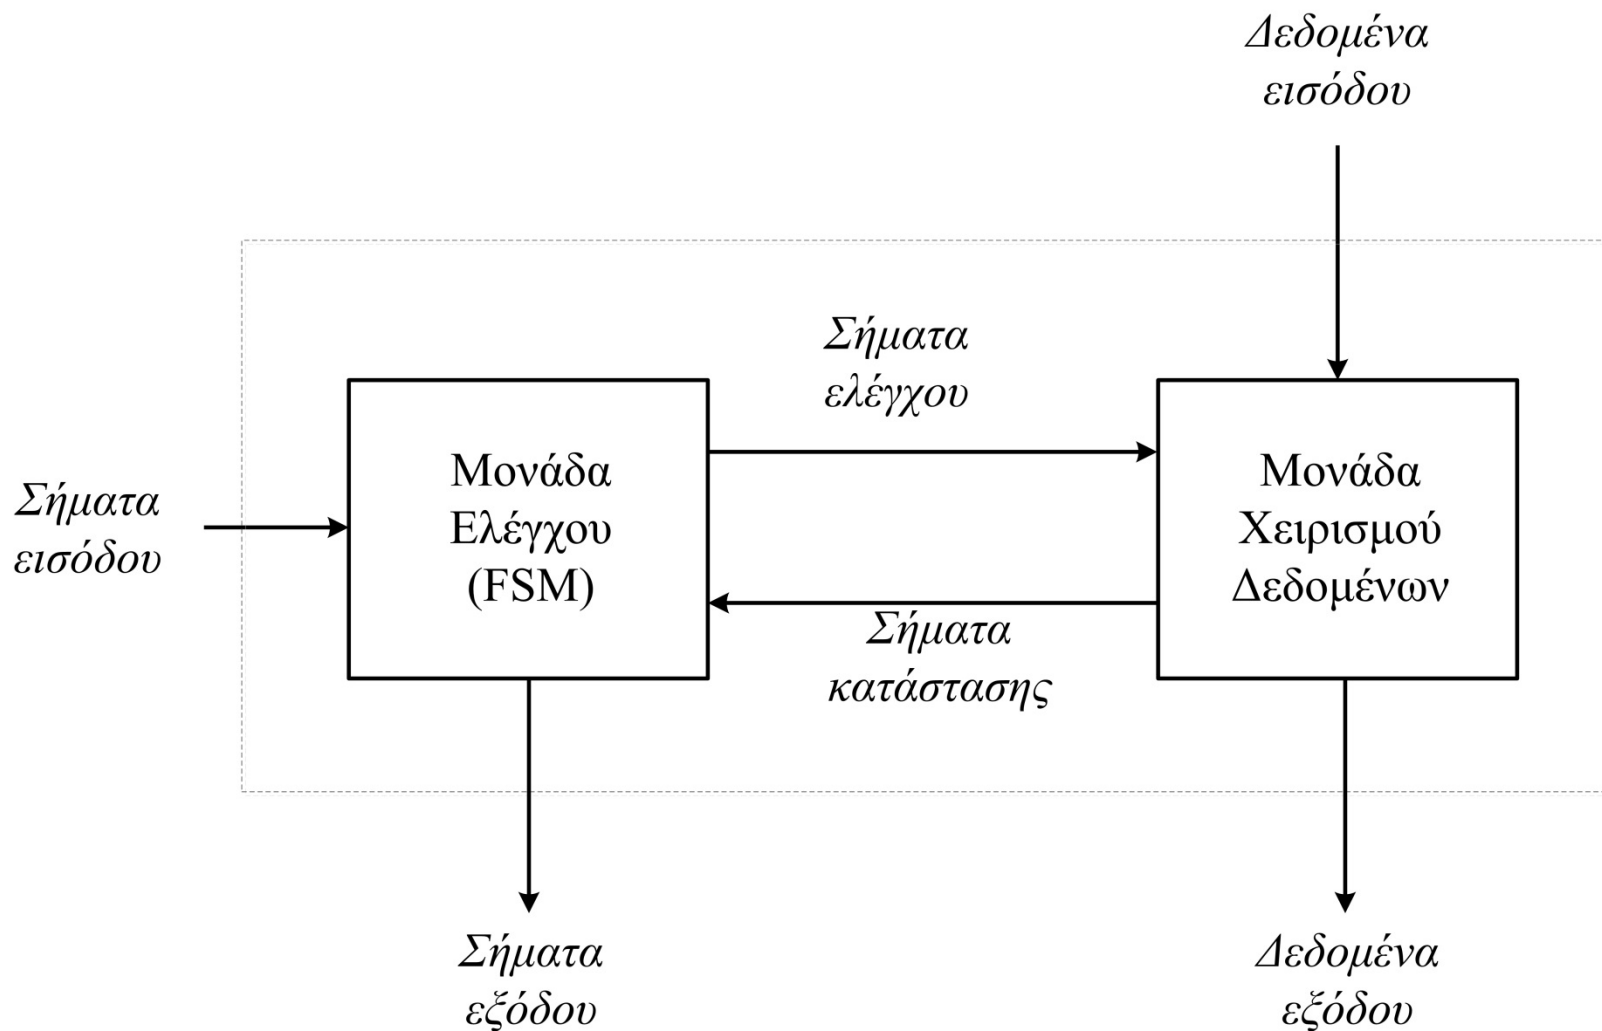 Δεδομένα
εισόδου
Σήματα
ελέγχου
Μονάδα
Ελέγχου
(FSM)
Μονάδα
Χειρισμού
Δεδομένων
Σήματα
εισόδου
Σήματα
κατάστασης
Σήματα
εξόδου
Δεδομένα
εξόδου